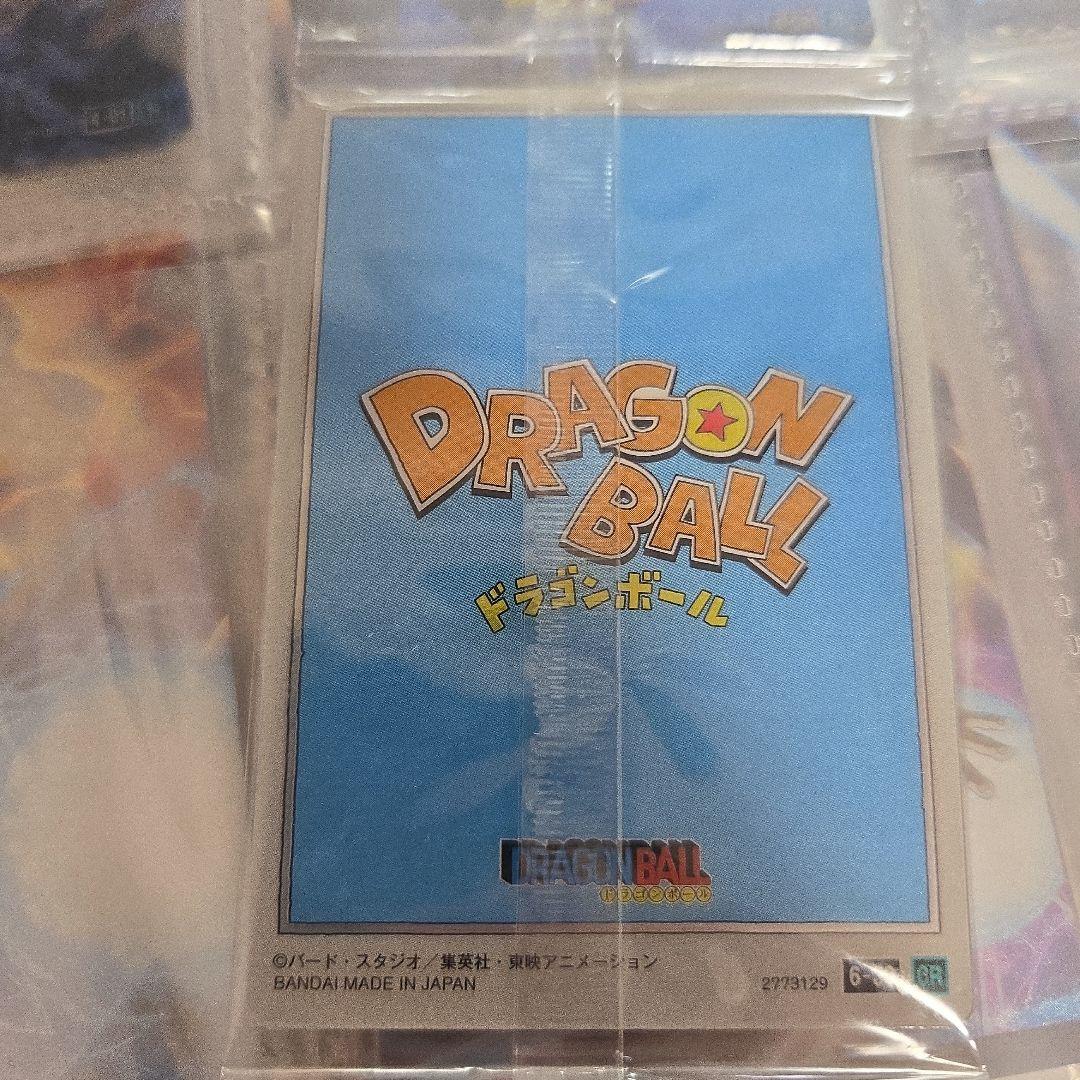 DRAGON
BALL
ドラゴンボール
DRAGONBALL
ドラゴンボール
©バード・スタジオ／集英社・東映アニメーション
BANDAI MADE IN JAPAN
2773129
GR